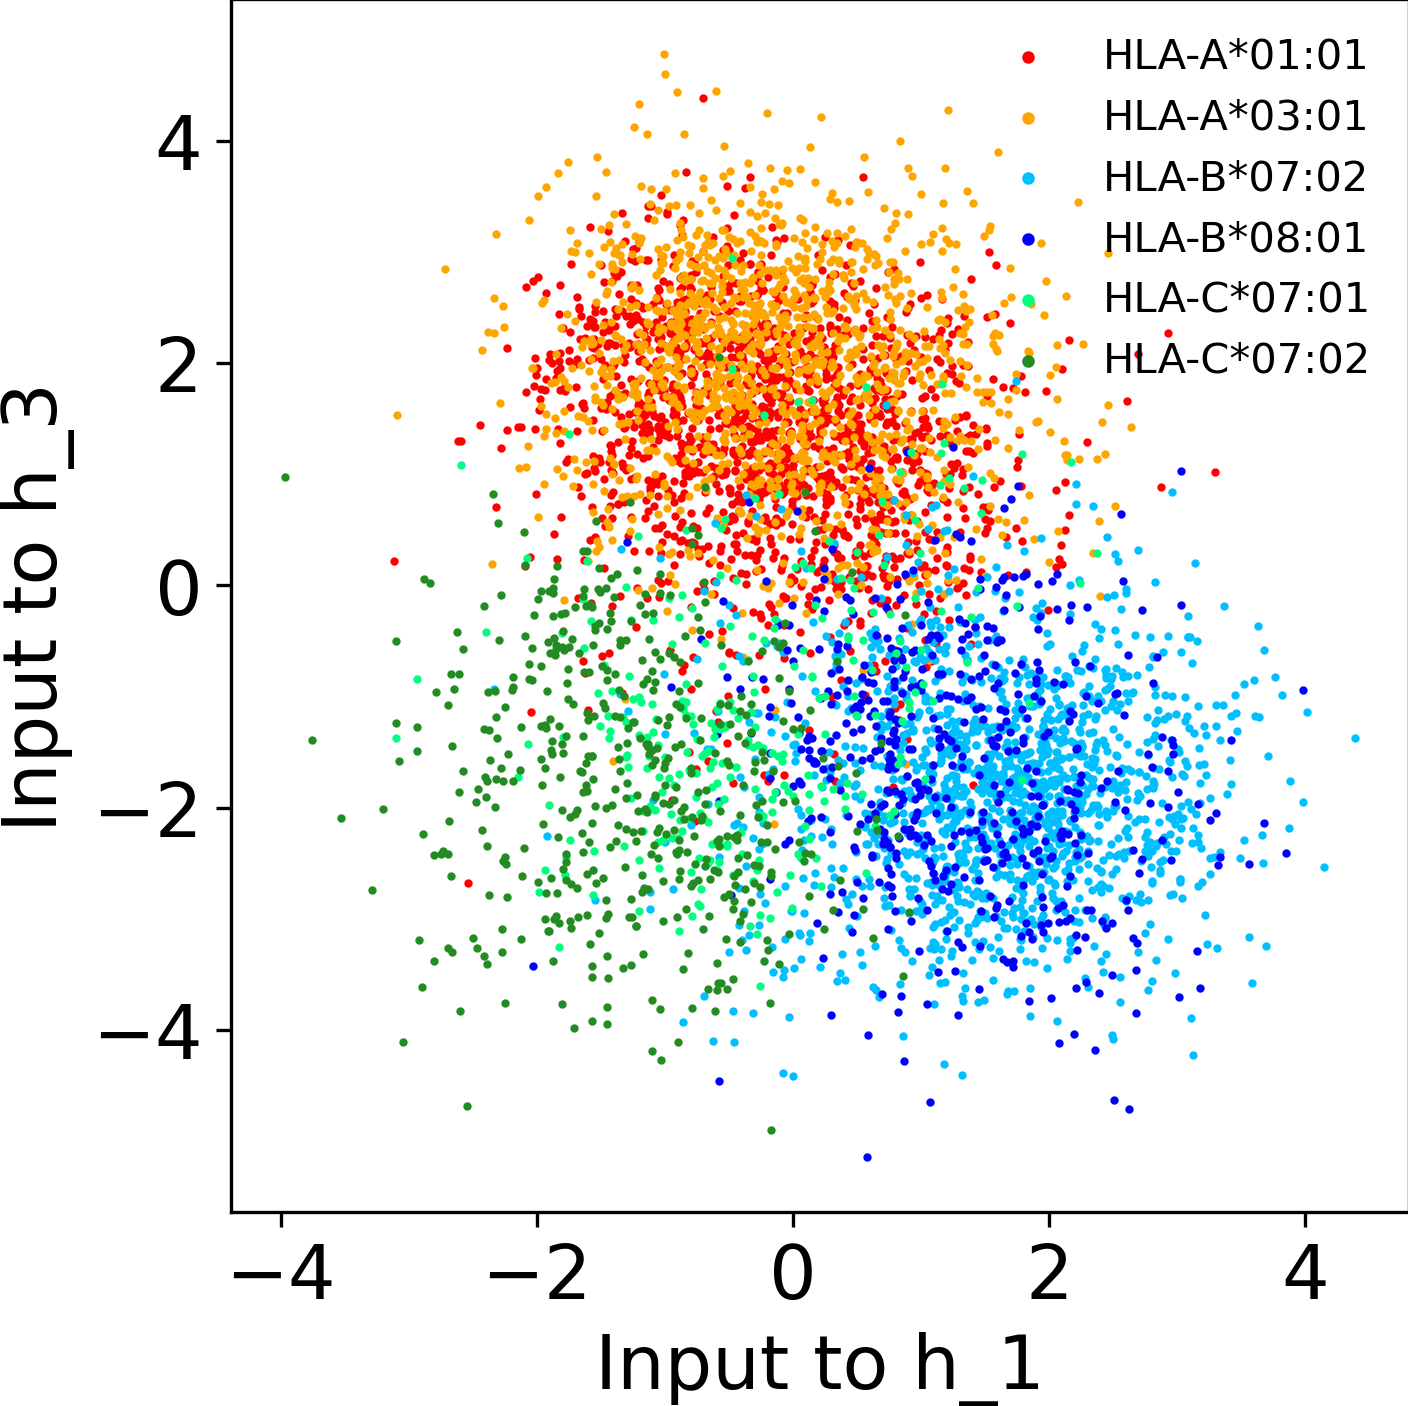 HLA-A*01:01
HLA-A*03:01
HLA-B*07:02
HLA-B*08:01
HLA-C*07:01
HLA-C*07:02
4
2
0
−2
−4
Input to h_3
−4 −2 0 2 4
Input to h_1